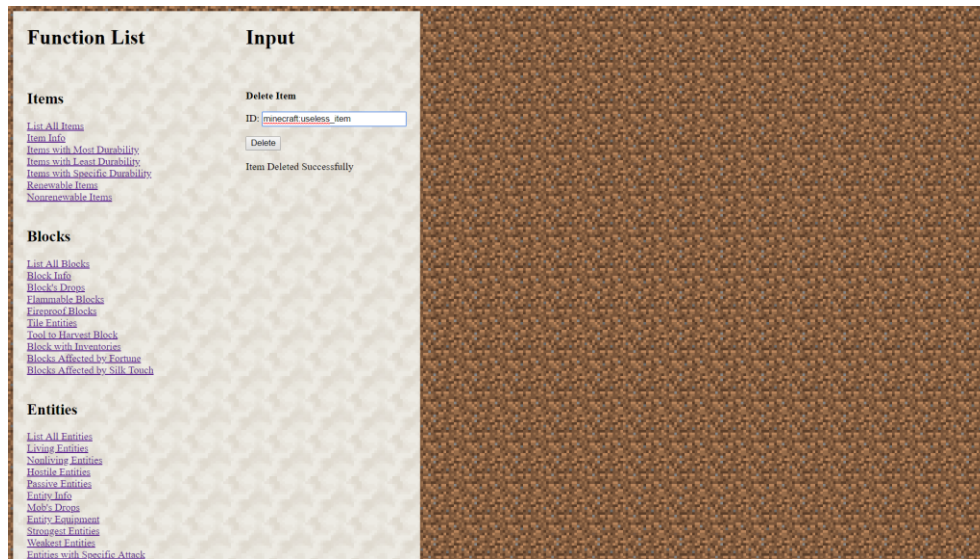 Function List
Items
List All Items
Item Info
Items with Most Durability
Items with Least Durability
Items with Specific Durability
Renewable Items
Nonrenewable Items
Blocks
List All Blocks
Block Info
Block's Drops
Flammable Blocks
Fireproof Blocks
Tile Entities
Tool to Harvest Block
Block with Inventories
Blocks Affected by Fortune
Blocks Affected by Silk Touch
Entities
List All Entities
Living Entities
Nonliving Entities
Hostile Entities
Passive Entities
Entity Info
Mob's Drops
Entity Equipment
Strongest Entities
Weakest Entities
Entities with Specific Attack
Input
Delete Item
ID: minecraft:useless_item
Delete
Item Deleted Successfully